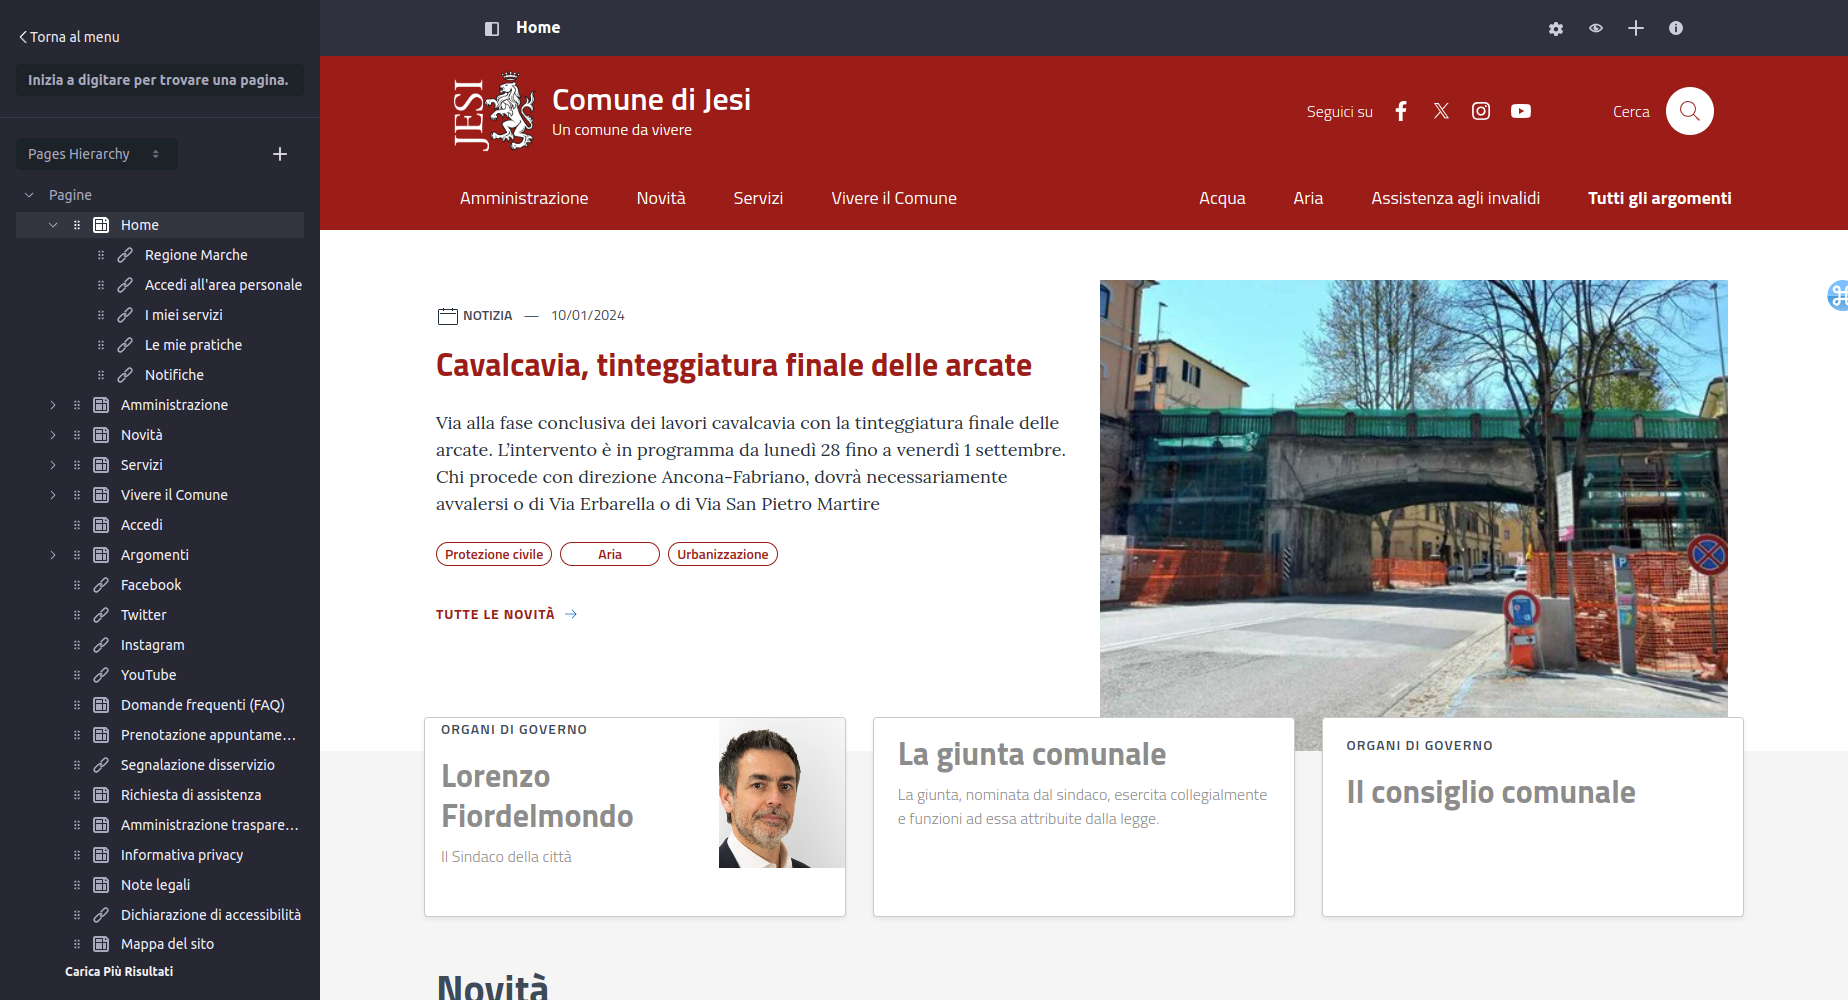 Torna al menu
Inizia a digitare per trovare una pagina.
Pages Hierarchy
Pagine
Home
Regione Marche
Accedi all'area personale
I miei servizi
Le mie pratiche
Notifiche
Amministrazione
Novità
Servizi
Vivere il Comune
Accedi
Argomenti
Facebook
Twitter
Instagram
YouTube
Domande frequenti (FAQ)
Prenotazione appuntame...
Segnalazione disservizio
Richiesta di assistenza
Amministrazione traspare...
Informativa privacy
Note legali
Dichiarazione di accessibilità
Mappa del sito
Carica Più Risultati
Home
JESI
Comune di Jesi
Un comune da vivere
Seguici su
Cerca
Amministrazione Novità Servizi Vivere il Comune Acqua Aria Assistenza agli invalidi Tutti gli argomenti
NOTIZIA — 10/01/2024
Cavalcavia, tinteggiatura finale delle arcate
Via alla fase conclusiva dei lavori cavalcavia con la tinteggiatura finale delle
arcate. L'intervento è in programma da lunedì 28 fino a venerdì 1 settembre.
Chi procede con direzione Ancona-Fabriano, dovrà necessariamente
avvalersi o di Via Erbarella o di Via San Pietro Martire
Protezione civile Aria Urbanizzazione
TUTTE LE NOVITÀ
P
ORGANI DI GOVERNO
Lorenzo
Fiordelmondo
Il Sindaco della città
La giunta comunale
La giunta, nominata dal sindaco, esercita collegialmente
e funzioni ad essa attribuite dalla legge.
ORGANI DI GOVERNO
Il consiglio comunale
Novità